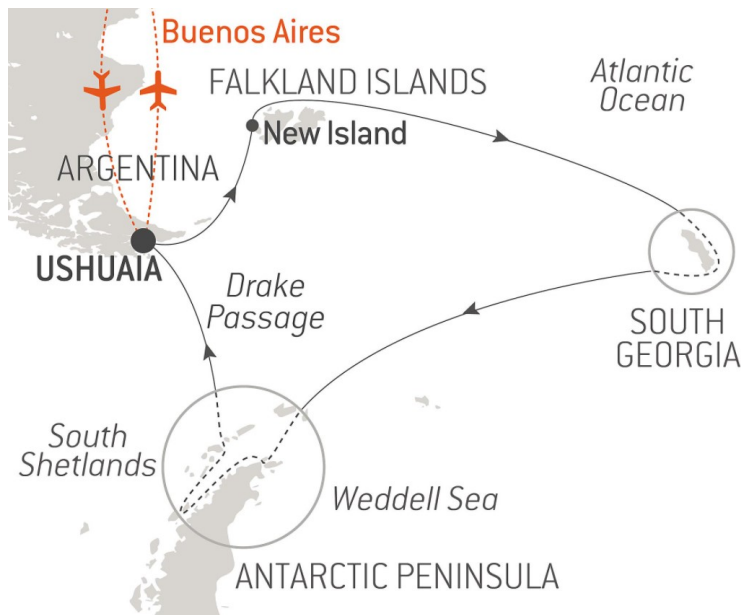 Buenos Aires
FALKLAND ISLANDS
Atlantic
Ocean
New Island
ARGENTINA
USHUAIA
Drake
Passage
SOUTH
GEORGIA
South
Shetlands
Weddell Sea
ANTARCTIC PENINSULA